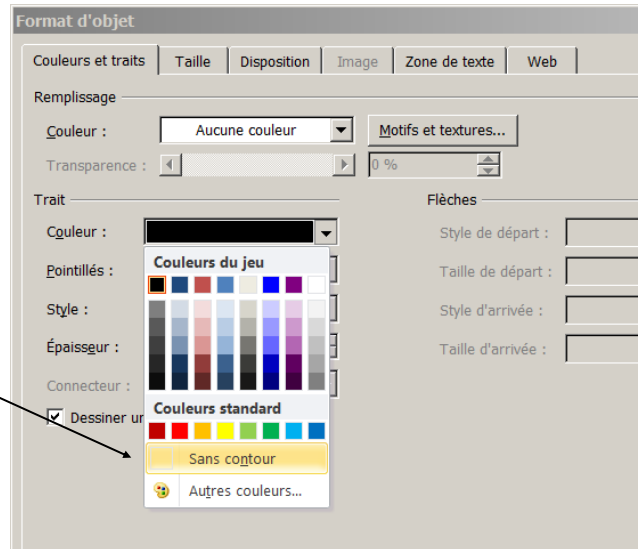 Format d'objet
Couleurs et traits Taille Disposition Image Zone de texte Web
Remplissage
Couleur : Aucune couleur Motifs et textures...
Transparence : 0 %
Trait Flèches
Couleur : Style de départ :
Couleurs du jeu
Pointillés : Taille de départ :
Style : Style d'arrivée :
Épaisseur : Taille d'arrivée :
Connecteur :
Couleurs standard
Dessiner un
Sans contour
Autres couleurs...